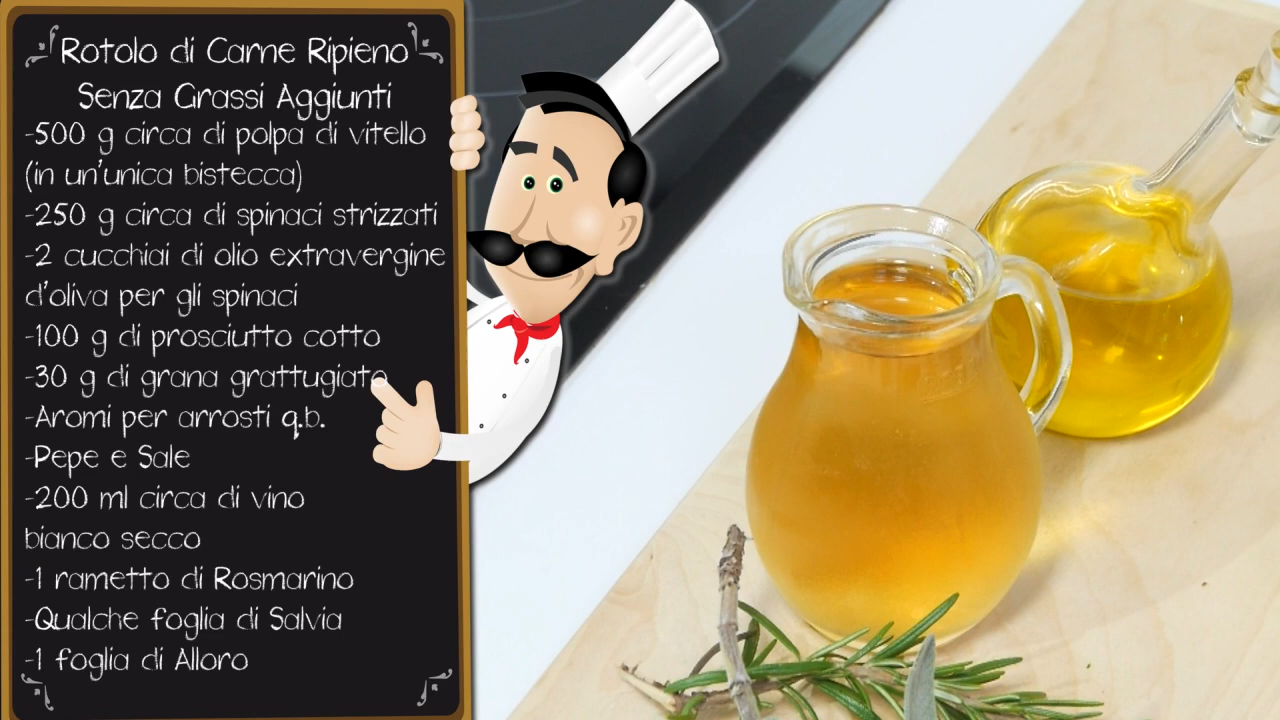 Rotolo di Carne Ripieno
Senza Grassi Aggiunti
-500 g circa di polpa di vitello
(in un'unica bistecca)
-250 g circa di spinaci strizzati
-2 cucchiai di olio extravergine
d'oliva per gli spinaci
-100 g di prosciutto cotto
-30 g di grana grattugiato
-Aromi per arrosti q.b.
-Pepe e Sale
-200 ml circa di vino
bianco secco
-1 rametto di Rosmarino
-Qualche foglia di Salvia
-1 foglia di Alloro